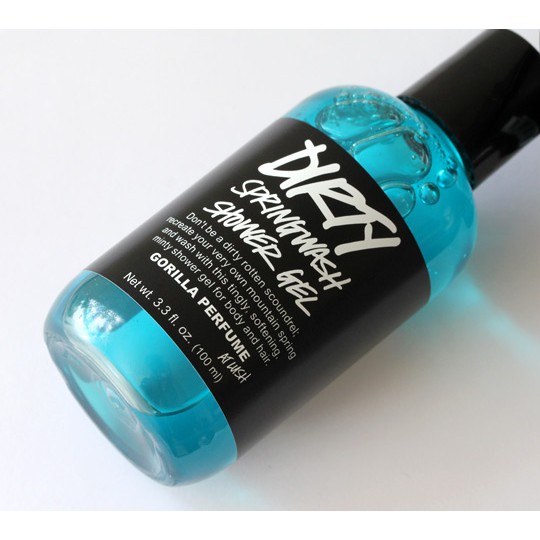 DIRTY
SPRINGWASH
SHOWER GEL
Don't be a dirty rotten scoundrel;
recreate your very own mountain spring
and wash with this tingly, softening,
minty shower gel for body and hair.
GORILLA PERFUME
AT LUSH
Net wt. 3.3 fl. oz. (100 ml)